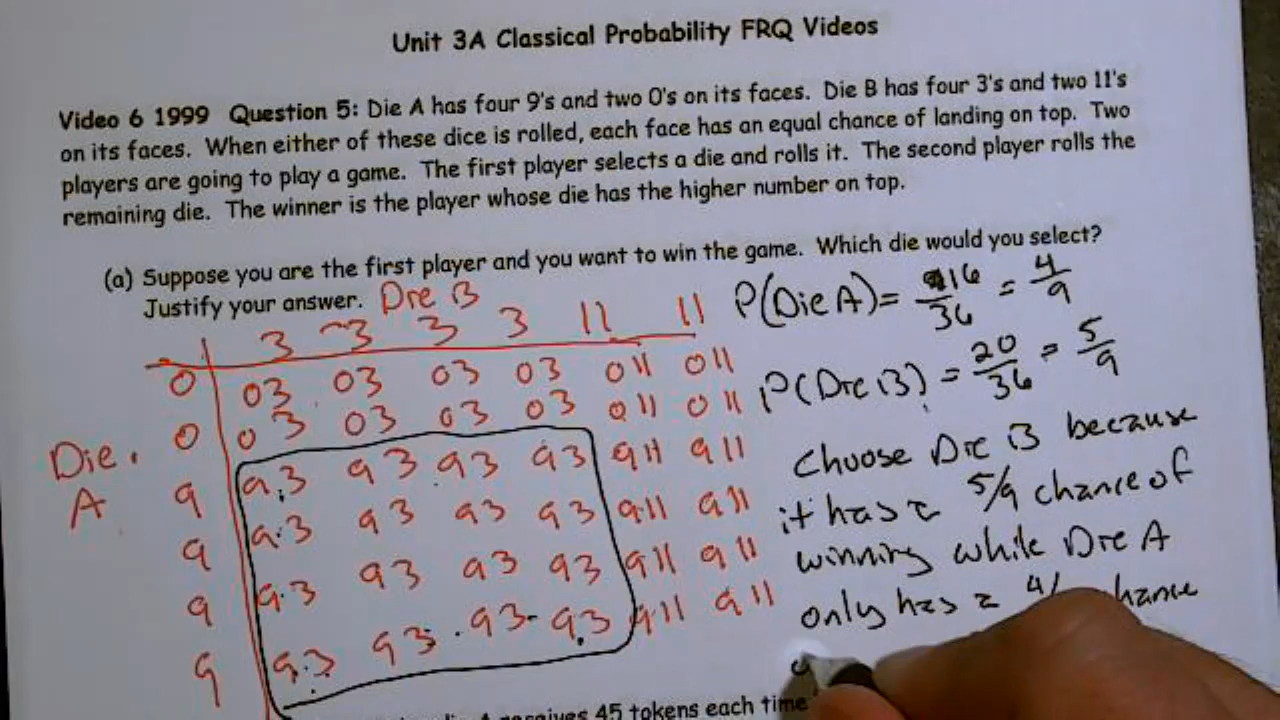 Unit 3A Classical Probability FRQ Videos
Video 6 1999 Question 5: Die A has four 9's and two 0's on its faces. Die B has four 3's and two 11's
on its faces. When either of these dice is rolled, each face has an equal chance of landing on top. Two
players are going to play a game. The first player selects a die and rolls it. The second player rolls the
remaining die. The winner is the player whose die has the higher number on top.
(a) Suppose you are the first player and you want to win the game. Which die would you select?
Justify your answer.
Die B
3 3 3 3 11 11
0 03 03 03 03 011 011
0 03 03 03 03 011 011
Die
A
9 93 93 93 93 911 911
9 93 93 93 93 911 911
9 93 93 93 93 911 911
9 93 93 93 93 911 911
P(Die A) = 16/36 = 4/9
P(Die B) = 20/36 = 5/9
Choose Die B because
it has a 5/9 chance of
winning while Die A
only has a 4/ chance
45 tokens each time